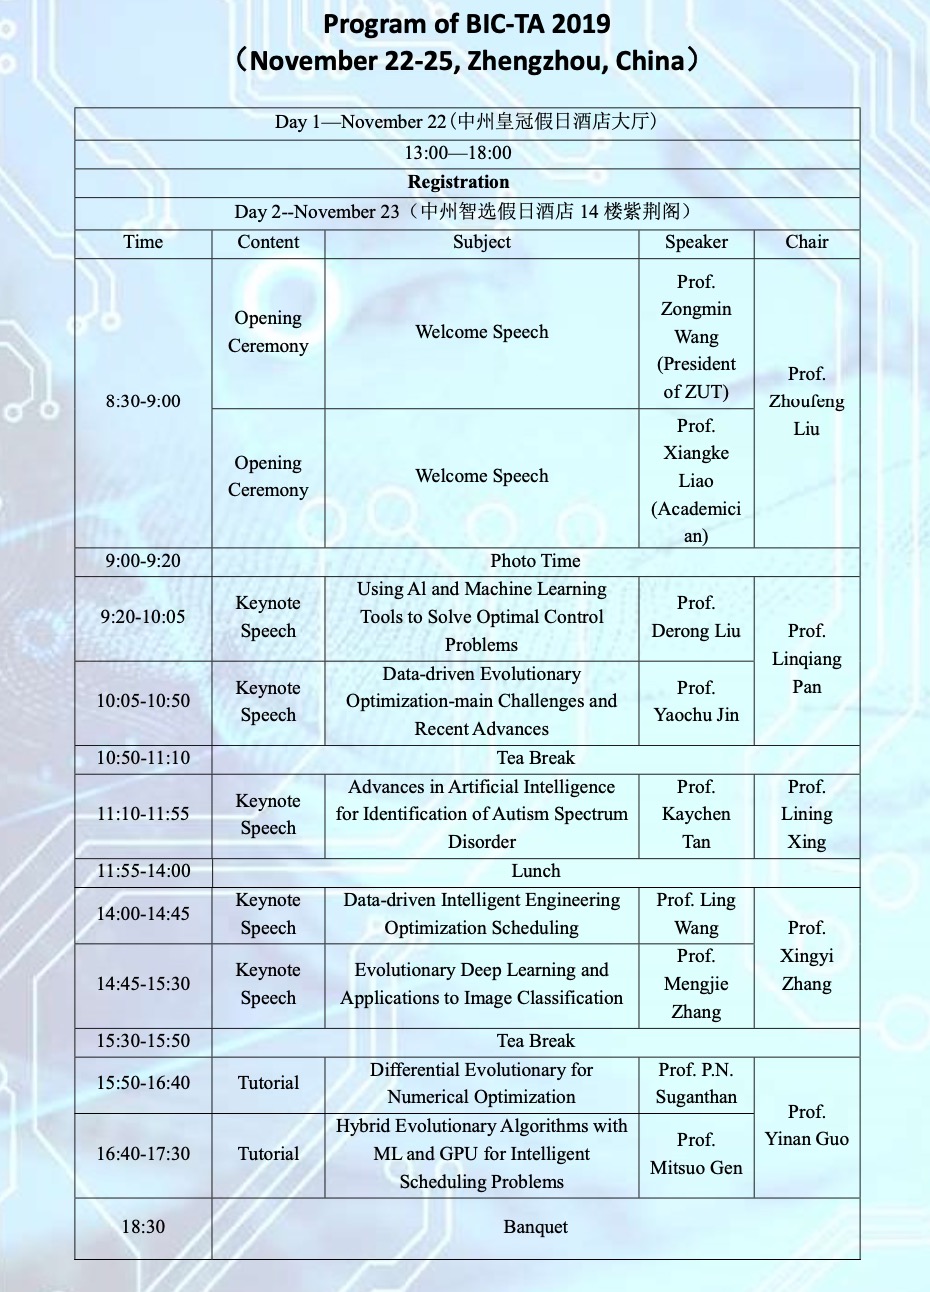 Program of BIC-TA 2019
（November 22-25, Zhengzhou, China）
Day 1—November 22(中州皇冠假日酒店大厅)
13:00—18:00
Registration
Day 2--November 23（中州智选假日酒店 14 楼紫荆阁）
Time Content Subject Speaker Chair
8:30-9:00
Opening
Ceremony
Welcome Speech
Prof.
Zongmin
Wang
(President
of ZUT)
Prof.
Zhoufeng
Liu
Opening
Ceremony
Welcome Speech
Prof.
Xiangke
Liao
(Academici
an)
9:00-9:20 Photo Time
9:20-10:05
Keynote
Speech
Using Al and Machine Learning
Tools to Solve Optimal Control
Problems
Prof.
Derong Liu
Prof.
Linqiang
Pan
10:05-10:50
Keynote
Speech
Data-driven Evolutionary
Optimization-main Challenges and
Recent Advances
Prof.
Yaochu Jin
10:50-11:10 Tea Break
11:10-11:55
Keynote
Speech
Advances in Artificial Intelligence
for Identification of Autism Spectrum
Disorder
Prof.
Kaychen
Tan
Prof.
Lining
Xing
11:55-14:00 Lunch
14:00-14:45
Keynote
Speech
Data-driven Intelligent Engineering
Optimization Scheduling
Prof. Ling
Wang
Prof.
Xingyi
Zhang
14:45-15:30
Keynote
Speech
Evolutionary Deep Learning and
Applications to Image Classification
Prof.
Mengjie
Zhang
15:30-15:50 Tea Break
15:50-16:40
Tutorial
Differential Evolutionary for
Numerical Optimization
Prof. P.N.
Suganthan
Prof.
Yinan Guo
16:40-17:30
Tutorial
Hybrid Evolutionary Algorithms with
ML and GPU for Intelligent
Scheduling Problems
Prof.
Mitsuo Gen
18:30 Banquet